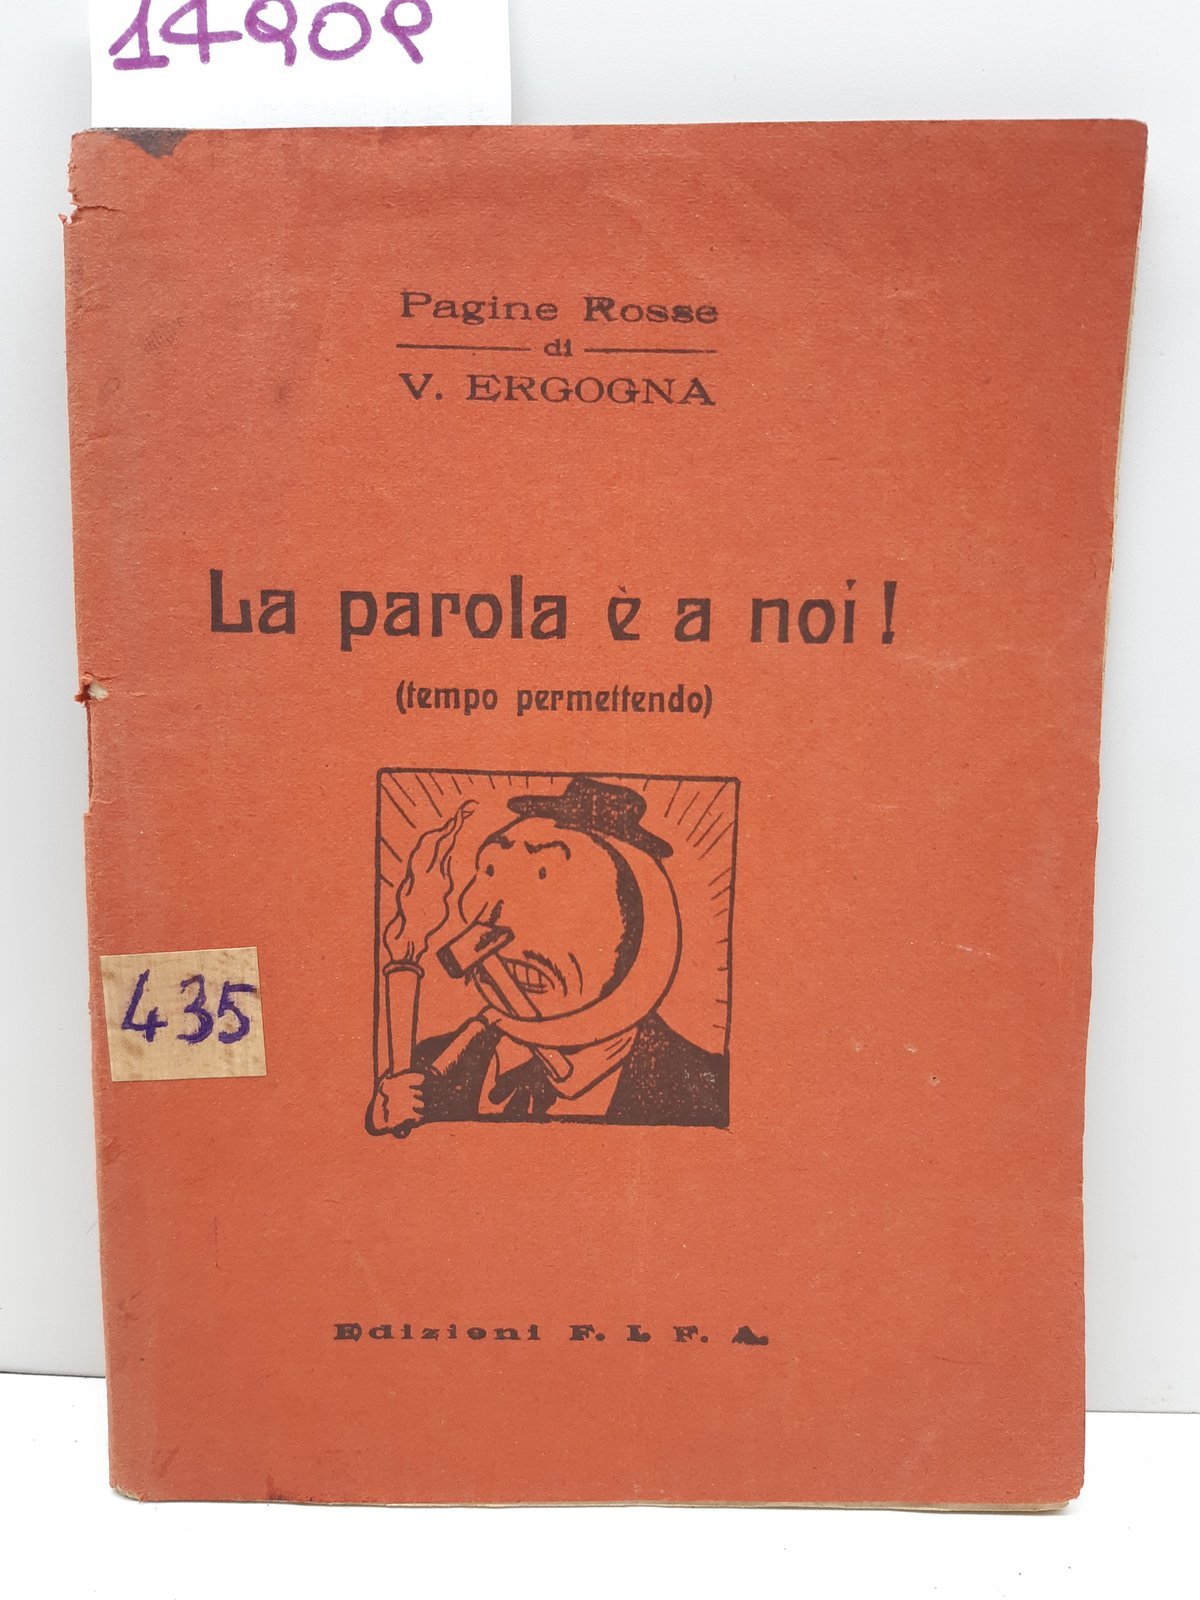 14909
Pagine Rosse
di
V. ERGOGNA
La parola è a noi!
(tempo permettendo)
435
Edizioni F. I. F. A.